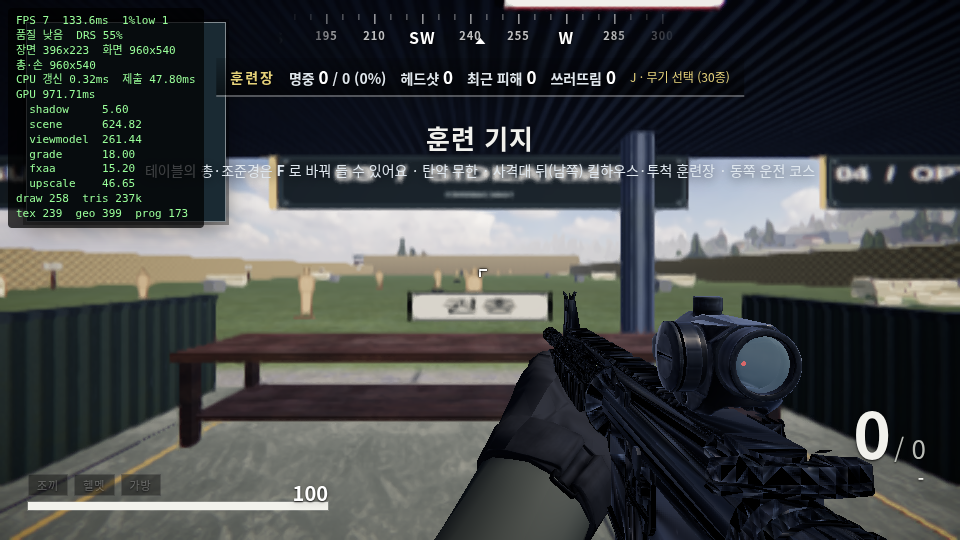 FPS 7 133.6ms 1%low 1
품질 낮음 DRS 55%
장면 396x223 화면 960x540
총·손 960x540
CPU 갱신 0.32ms 제출 47.80ms
GPU 971.71ms
shadow 5.60
scene 624.82
viewmodel 261.44
grade 18.00
fxaa 15.20
upscale 46.65
draw 258 tris 237k
tex 239 geo 399 prog 173
195 210 SW 240 255 W 285 300
훈련장 명중 0 / 0 (0%) 헤드샷 0 최근 피해 0 쓰러뜨림 0 J · 무기 선택 (30종)
훈련 기지
테이블의 총·조준경은 F 로 바꿔 들 수 있어요 · 탄약 무한 · 사격대 뒤(남쪽) 킬하우스·투척 훈련장 · 동쪽 운전 코스
04 / OP
0 / 0
-
조끼 헬멧 가방
100